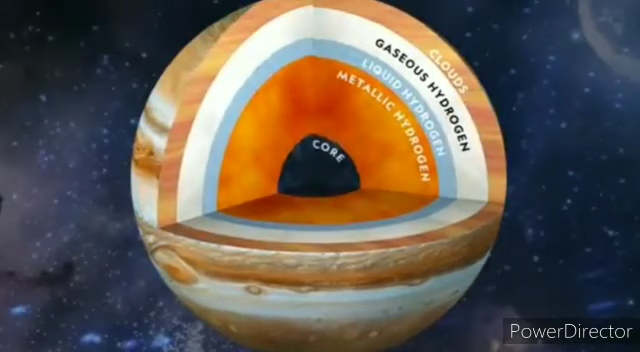 CLOUDS
GASEOUS HYDROGEN
LIQUID HYDROGEN
METALLIC HYDROGEN
CORE
PowerDirector